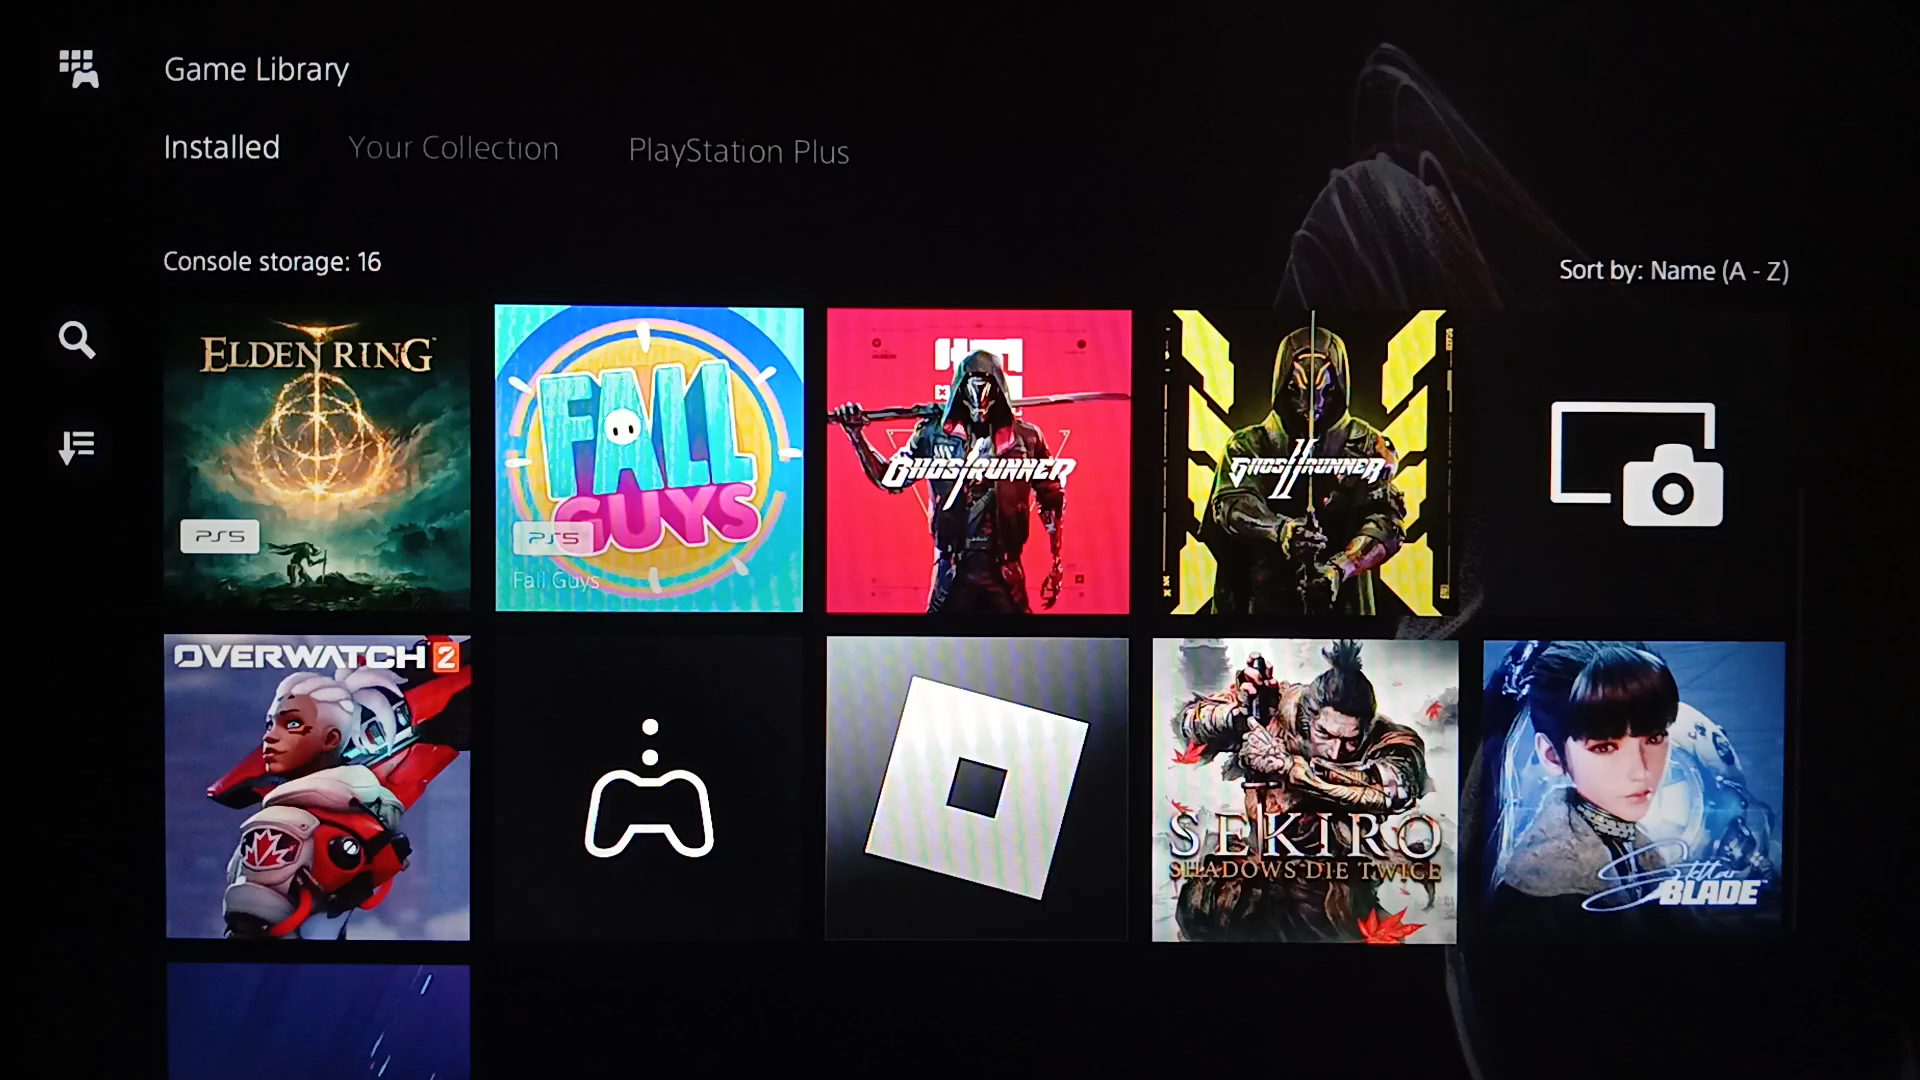 Game Library
Installed
Your Collection
PlayStation Plus
Console storage: 16
Sort by: Name (A - Z)
ELDEN RING
PS5
FALL
GUYS
PS5
Fall Guys
GHOSTRUNNER
GHOSTRUNNER
II
OVERWATCH 2
SEKIRO
SHADOWS DIE TWICE
Stellar
BLADE™